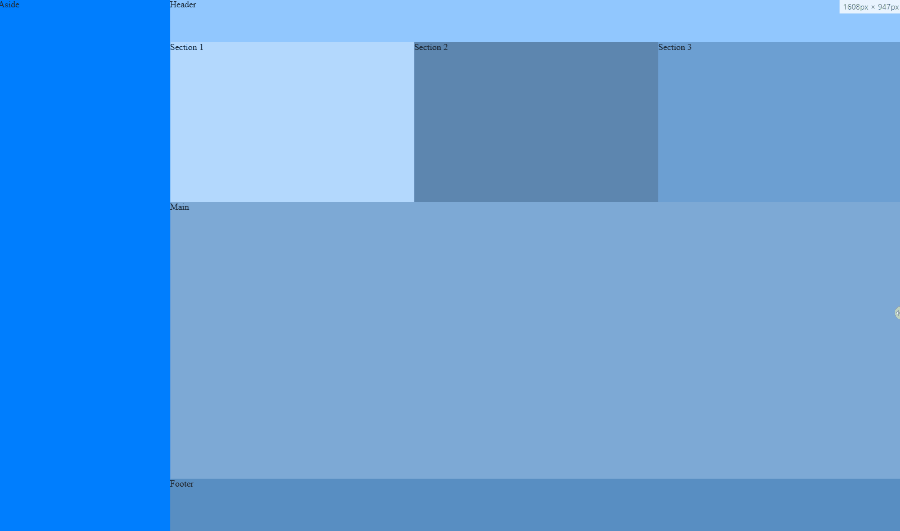 Aside
Header
1608px × 947px
Section 1
Section 2
Section 3
Main
Footer